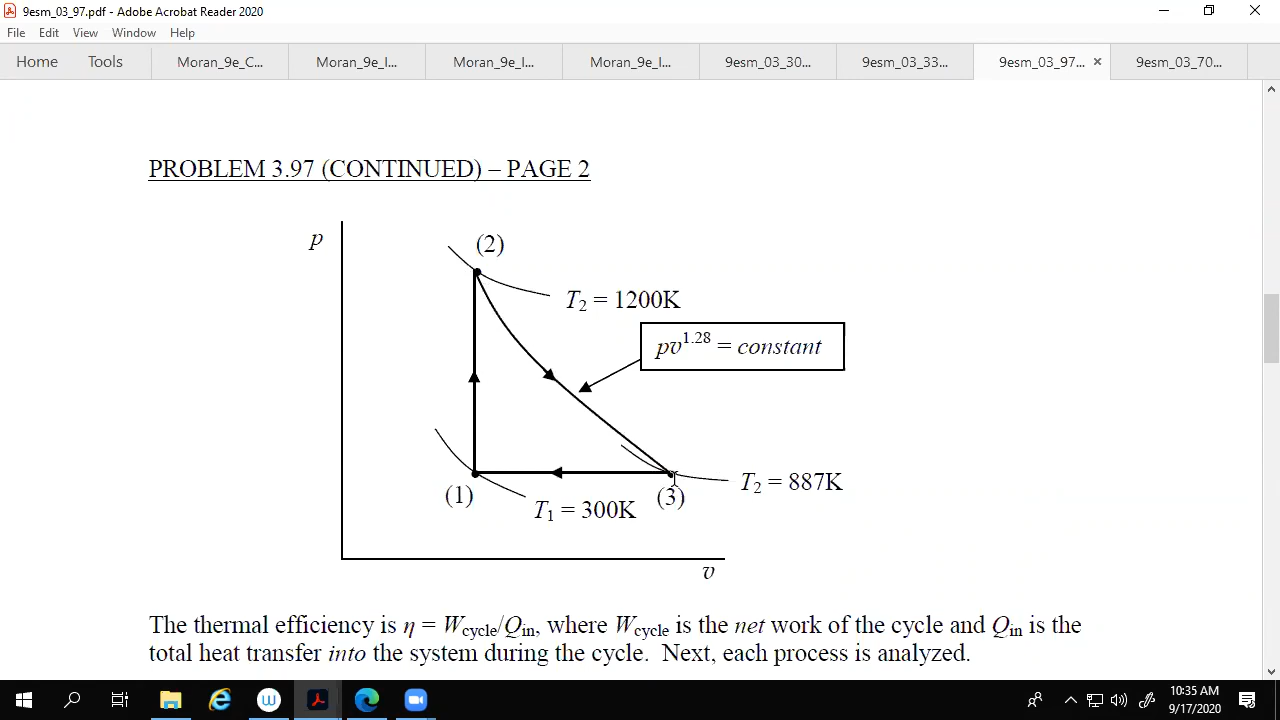 9esm_03_97.pdf - Adobe Acrobat Reader 2020
File Edit View Window Help
Home Tools Moran_9e_C... Moran_9e_I... Moran_9e_I... Moran_9e_I... 9esm_03_30... 9esm_03_33... 9esm_03_97... × 9esm_03_70...
PROBLEM 3.97 (CONTINUED) – PAGE 2
p
(2)
T₂ = 1200K
pv¹·²⁸ = constant
(1)
T₁ = 300K
(3)
T₂ = 887K
v
The thermal efficiency is η = Wcycle/Qin, where Wcycle is the net work of the cycle and Qin is the
total heat transfer into the system during the cycle. Next, each process is analyzed.
10:35 AM
9/17/2020